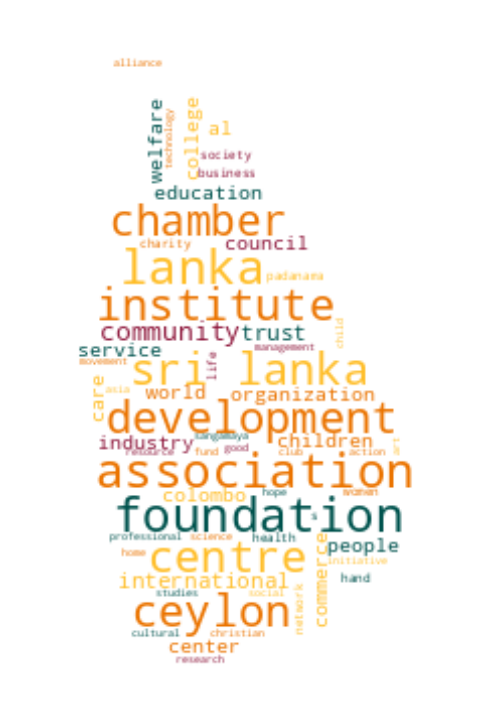 alliance
welfare
technology
college
al
society
business
education
chamber
charity council
lanka padanama
institute
child
community trust
service management
movement
sri lanka
life
care asia
world organization
development
industry sangamaya children
resource fund good club action art
association
colombo hope women
foundation
s
professional science health people
home centre initiative
commerce
international hand
studies social network
ceylon
cultural christian
center
research